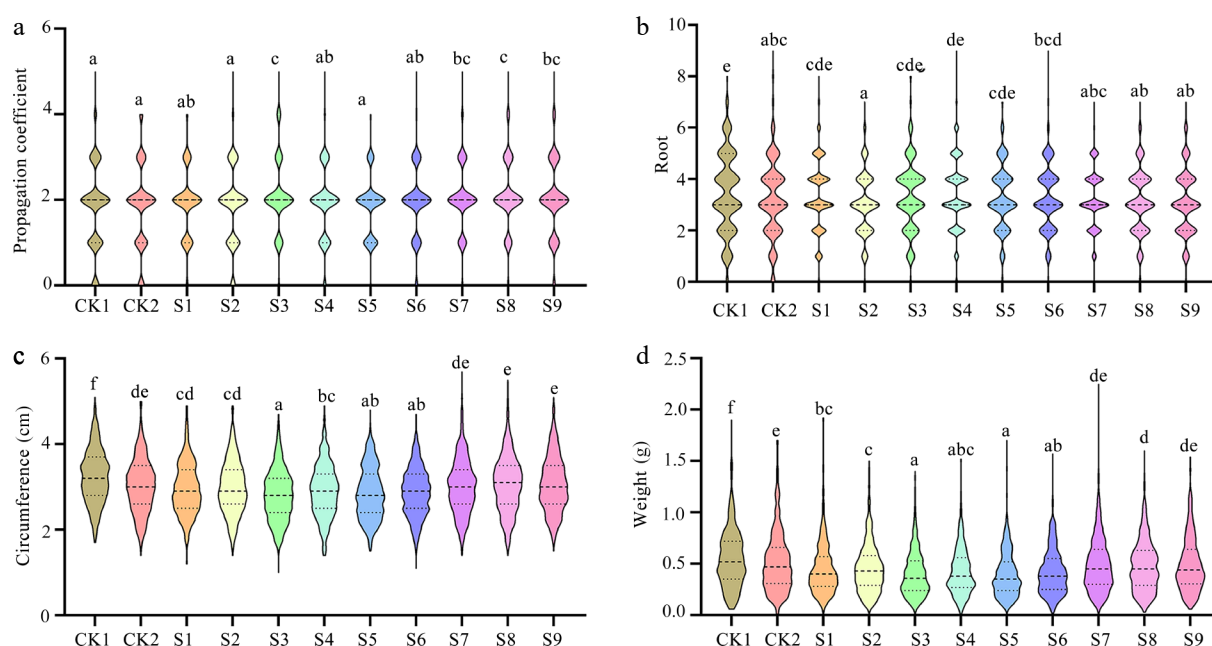 a
Propagation coefficient
6
4
2
0
a a ab a c ab a ab bc c bc
CK1 CK2 S1 S2 S3 S4 S5 S6 S7 S8 S9
b
Root
10
8
6
4
2
0
e abc cde a cde de cde bcd abc ab ab
CK1 CK2 S1 S2 S3 S4 S5 S6 S7 S8 S9
c
Circumference (cm)
6
4
2
0
f de cd cd a bc ab ab de e e
CK1 CK2 S1 S2 S3 S4 S5 S6 S7 S8 S9
d
Weight (g)
2.5
2.0
1.5
1.0
0.5
0.0
f e bc c a abc a ab de d de
CK1 CK2 S1 S2 S3 S4 S5 S6 S7 S8 S9